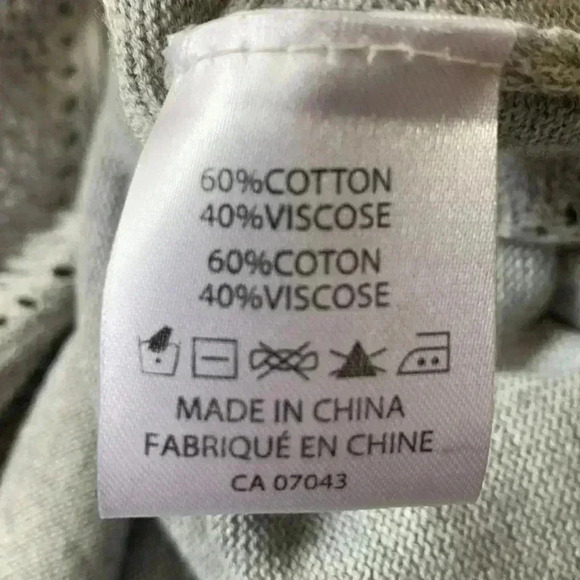 60%COTTON
40%VISCOSE
60%COTON
40%VISCOSE
MADE IN CHINA
FABRIQUÉ EN CHINE
CA 07043